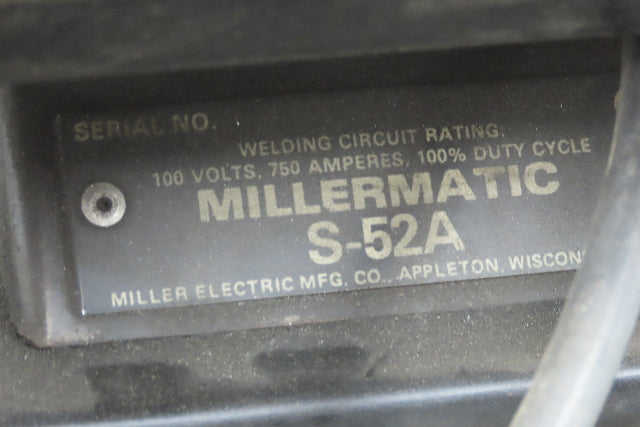 SERIAL NO.
WELDING CIRCUIT RATING:
100 VOLTS, 750 AMPERES, 100% DUTY CYCLE
MILLERMATIC
S-52A
MILLER ELECTRIC MFG. CO., APPLETON, WISCON